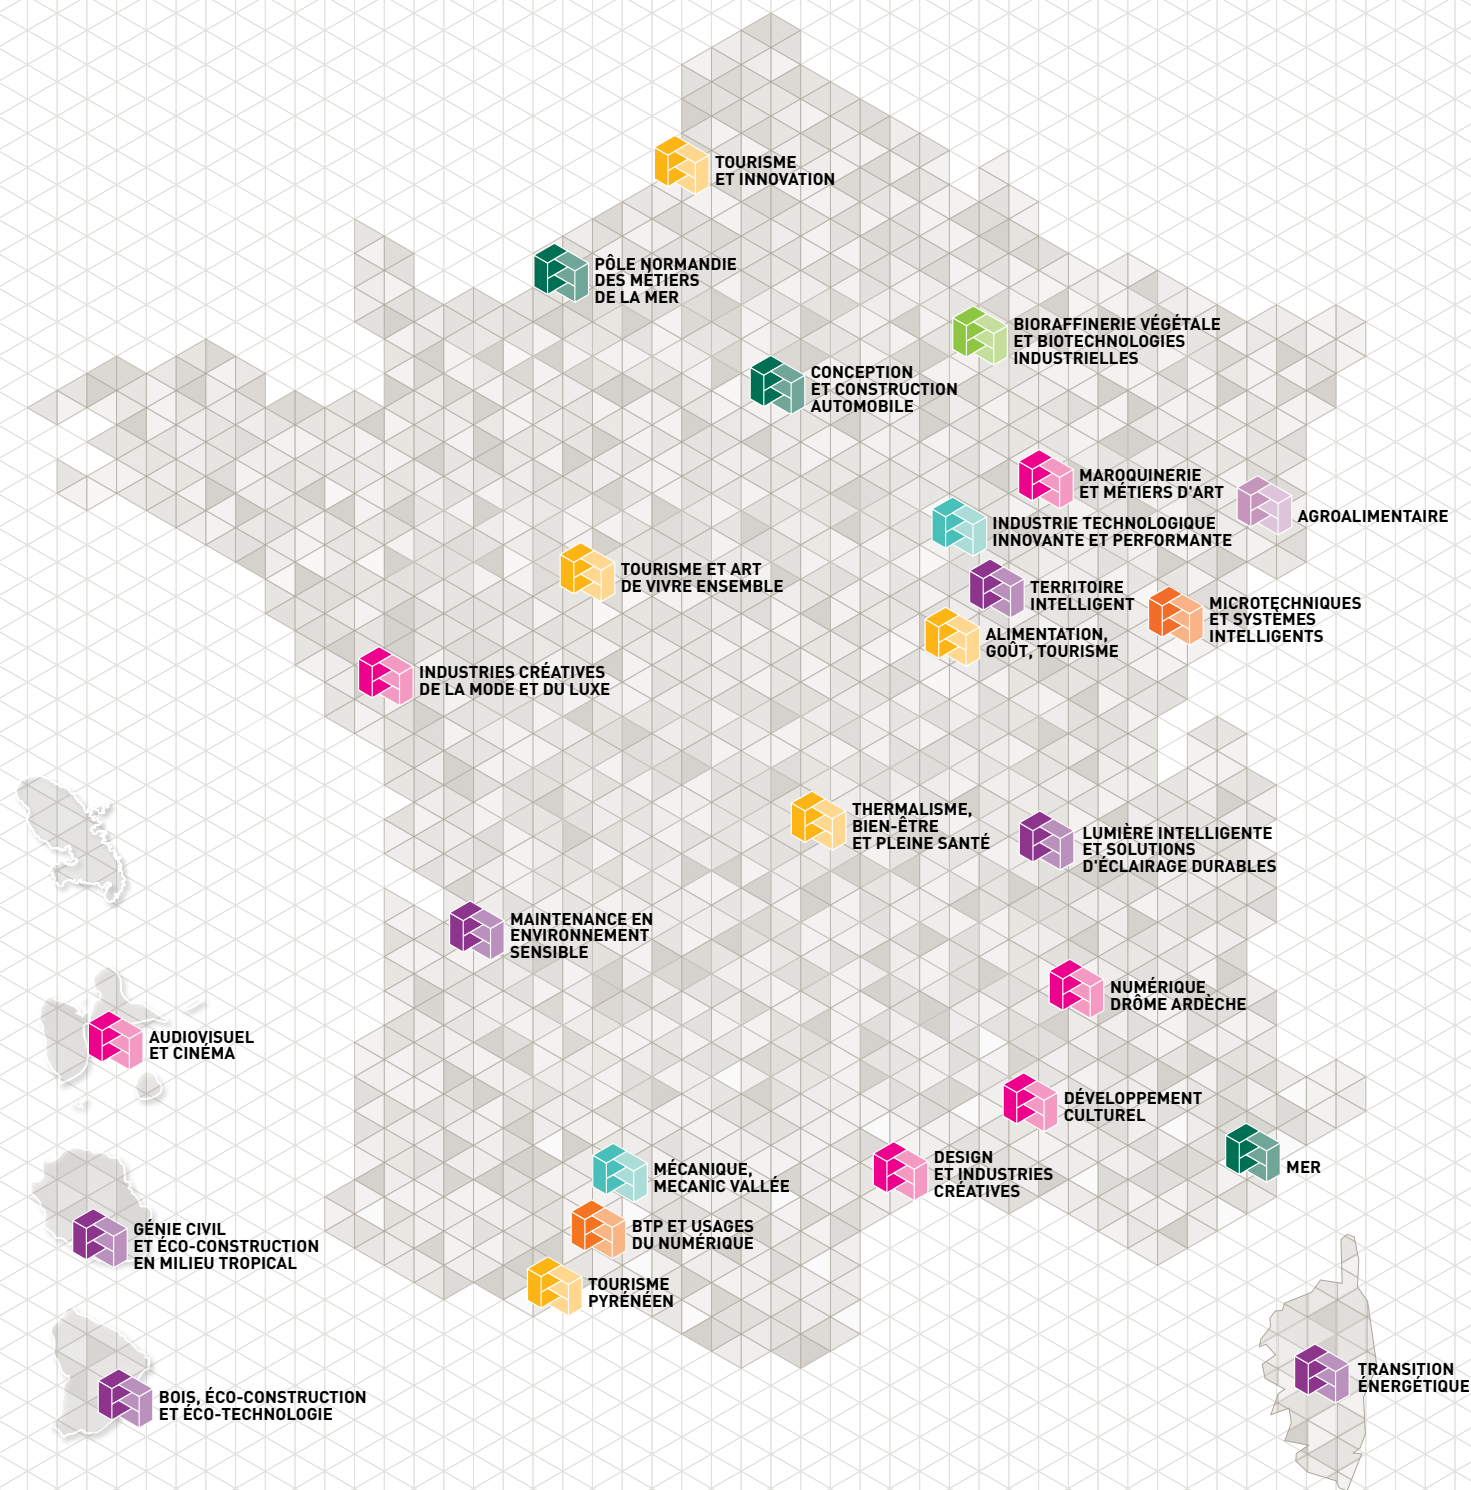 TOURISME
ET INNOVATION
PÔLE NORMANDIE
DES MÉTIERS
DE LA MER
BIORAFFINERIE VÉGÉTALE
ET BIOTECHNOLOGIES
INDUSTRIELLES
CONCEPTION
ET CONSTRUCTION
AUTOMOBILE
MAROQUINERIE
ET MÉTIERS D'ART
AGROALIMENTAIRE
INDUSTRIE TECHNOLOGIQUE
INNOVANTE ET PERFORMANTE
TOURISME ET ART
DE VIVRE ENSEMBLE
TERRITOIRE
INTELLIGENT
MICROTECHNIQUES
ET SYSTÈMES
INTELLIGENTS
ALIMENTATION,
GOÛT, TOURISME
INDUSTRIES CRÉATIVES
DE LA MODE ET DU LUXE
THERMALISME,
BIEN-ÊTRE
ET PLEINE SANTÉ
LUMIÈRE INTELLIGENTE
ET SOLUTIONS
D'ÉCLAIRAGE DURABLES
MAINTENANCE EN
ENVIRONNEMENT
SENSIBLE
NUMÉRIQUE
DRÔME ARDÈCHE
AUDIOVISUEL
ET CINÉMA
DÉVELOPPEMENT
CULTUREL
DESIGN
ET INDUSTRIES
CRÉATIVES
MER
MÉCANIQUE,
MECANIC VALLÉE
BTP ET USAGES
DU NUMÉRIQUE
GÉNIE CIVIL
ET ÉCO-CONSTRUCTION
EN MILIEU TROPICAL
TOURISME
PYRÉNÉEN
TRANSITION
ÉNERGÉTIQUE
BOIS, ÉCO-CONSTRUCTION
ET ÉCO-TECHNOLOGIE